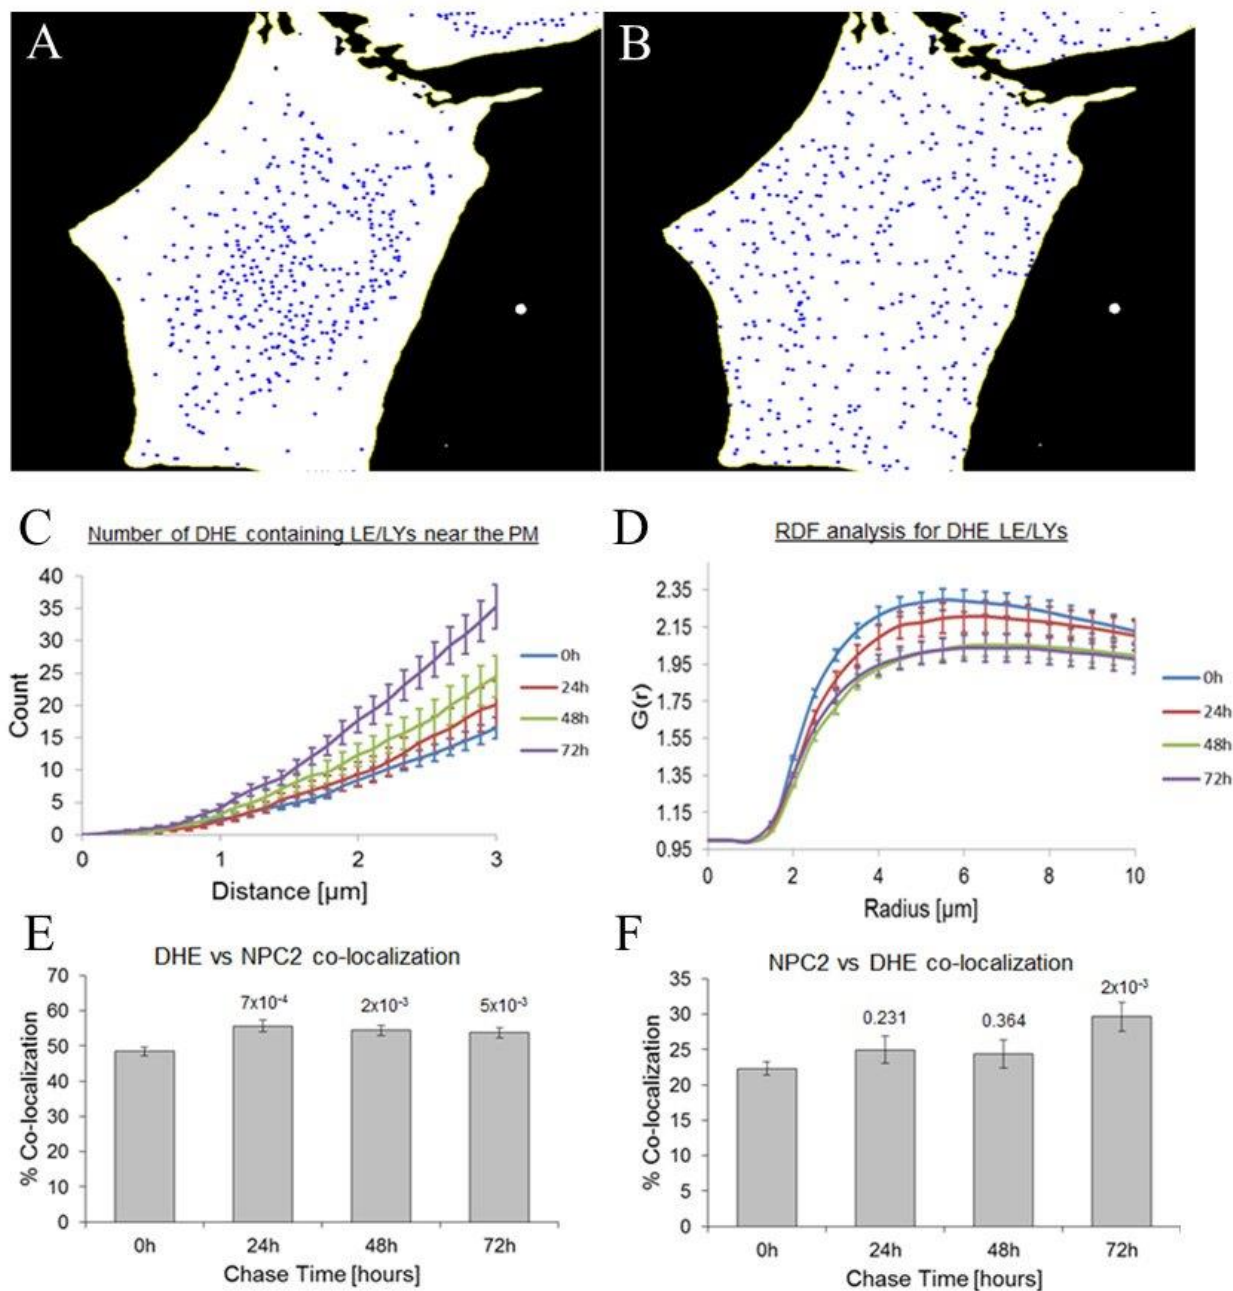 A
B
C
Number of DHE containing LE/LYs near the PM
40
35
30
25
20
15
10
5
0
Count
0 1 2 3
Distance [µm]
0h
24h
48h
72h
D
RDF analysis for DHE LE/LYs
2.35
2.15
1.95
1.75
1.55
1.35
1.15
0.95
G(r)
0 2 4 6 8 10
Radius [µm]
0h
24h
48h
72h
E
DHE vs NPC2 co-localization
70
60
50
40
30
20
10
0
% Co-localization
7x10⁻⁴ 2x10⁻³ 5x10⁻³
0h 24h 48h 72h
Chase Time [hours]
F
NPC2 vs DHE co-localization
35
30
25
20
15
10
5
0
% Co-localization
0.231 0.364 2x10⁻³
0h 24h 48h 72h
Chase Time [hours]